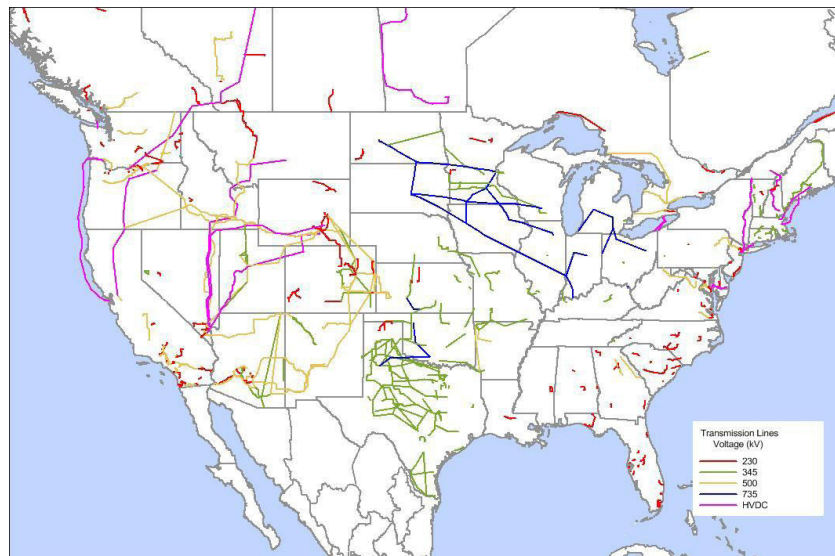 Transmission Lines
Voltage (kV)
230
345
500
735
HVDC